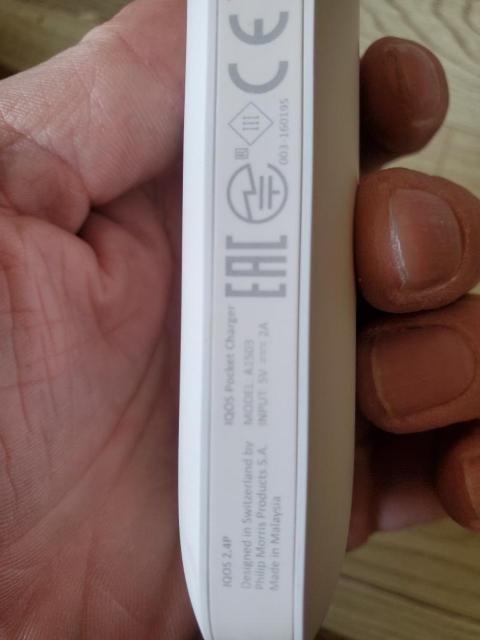 IQOS 2.4P
Designed in Switzerland by
Philip Morris Products S.A.
Made in Malaysia
IQOS Pocket Charger
MODEL A1503
INPUT 5V 2A
EAC
R
003-160195
III
CE